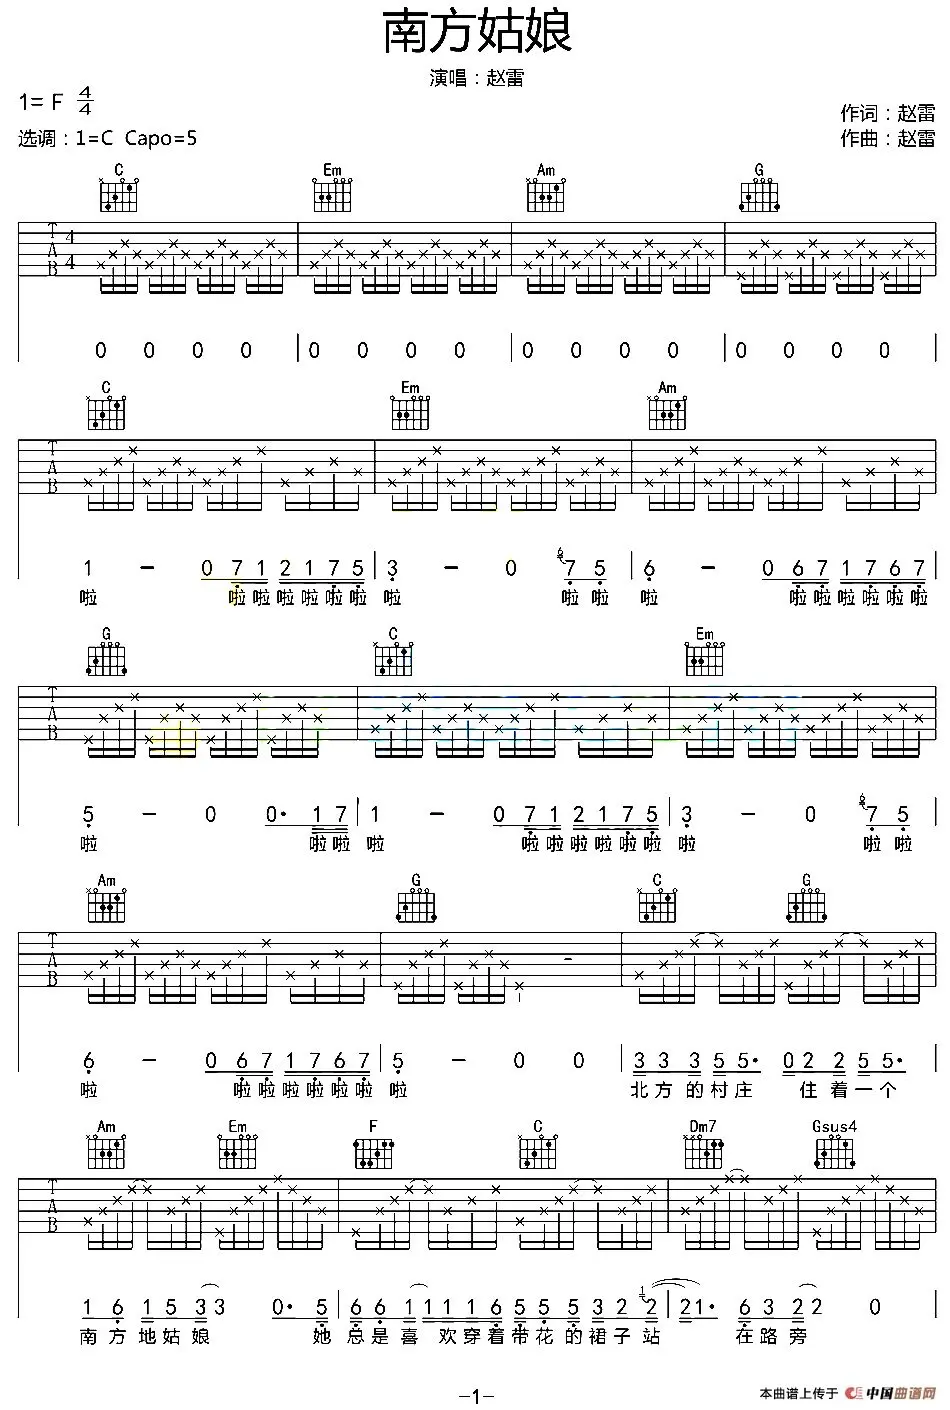 南方姑娘
演唱：赵雷
1= F 4/4
作词：赵雷
选调：1=C Capo=5
作曲：赵雷
C Em Am G
T A B 4 4
0 0 0 0 0 0 0 0 0 0 0 0 0 0 0 0
C Em Am
T A B
1 – 0 7 1 2 1 7 5 3 – 0 6 7 5 6 – 0 6 7 1 7 6 7
啦 啦 啦 啦 啦 啦 啦 啦 啦 啦 啦 啦 啦 啦 啦 啦 啦
G C Em
T A B
5 – 0 0· 1 7 1 – 0 7 1 2 1 7 5 3 – 0 7 5
啦 啦 啦 啦 啦 啦 啦 啦 啦 啦 啦 啦 啦
Am G C G
T A B
6 – 0 6 7 1 7 6 7 5 – 0 0 3 3 3 5 5· 0 2 2 5 5·
啦 啦 啦 啦 啦 啦 啦 啦 北 方 的 村 庄 住 着 一 个
Am Em F C Dm7 Gsus4
T A B
1 6 1 5 3 3 0· 5 6 6 1 1 1 1 6 5 5 5 3 2 2 1 2 1· 6 3 2 2 0
南 方 地 姑 娘 她 总 是 喜 欢 穿 着 带 花 的 裙 子 站 在 路 旁
–1–
本曲谱上传于 中国曲谱网